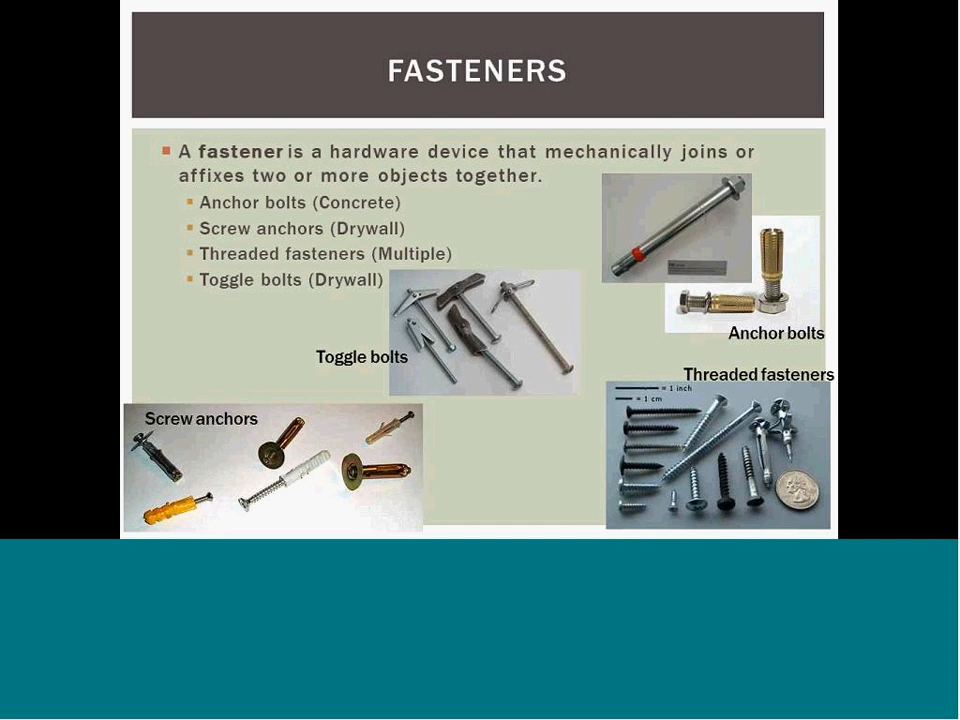 FASTENERS
A fastener is a hardware device that mechanically joins or
affixes two or more objects together.
Anchor bolts (Concrete)
Screw anchors (Drywall)
Threaded fasteners (Multiple)
Toggle bolts (Drywall)
Anchor bolts
Toggle bolts
Threaded fasteners
= 1 inch
= 1 cm
Screw anchors